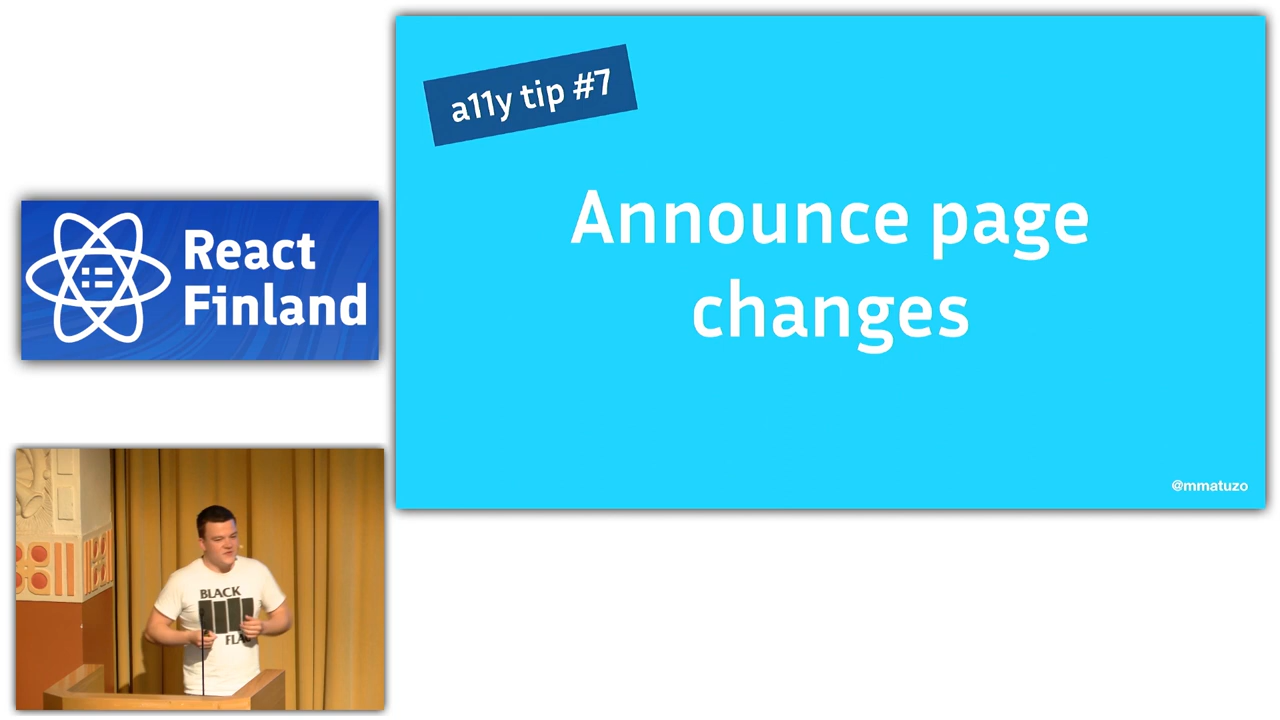 a11y tip #7
Announce page
changes
@mmatuzo
React
Finland
BLACK
FLAG